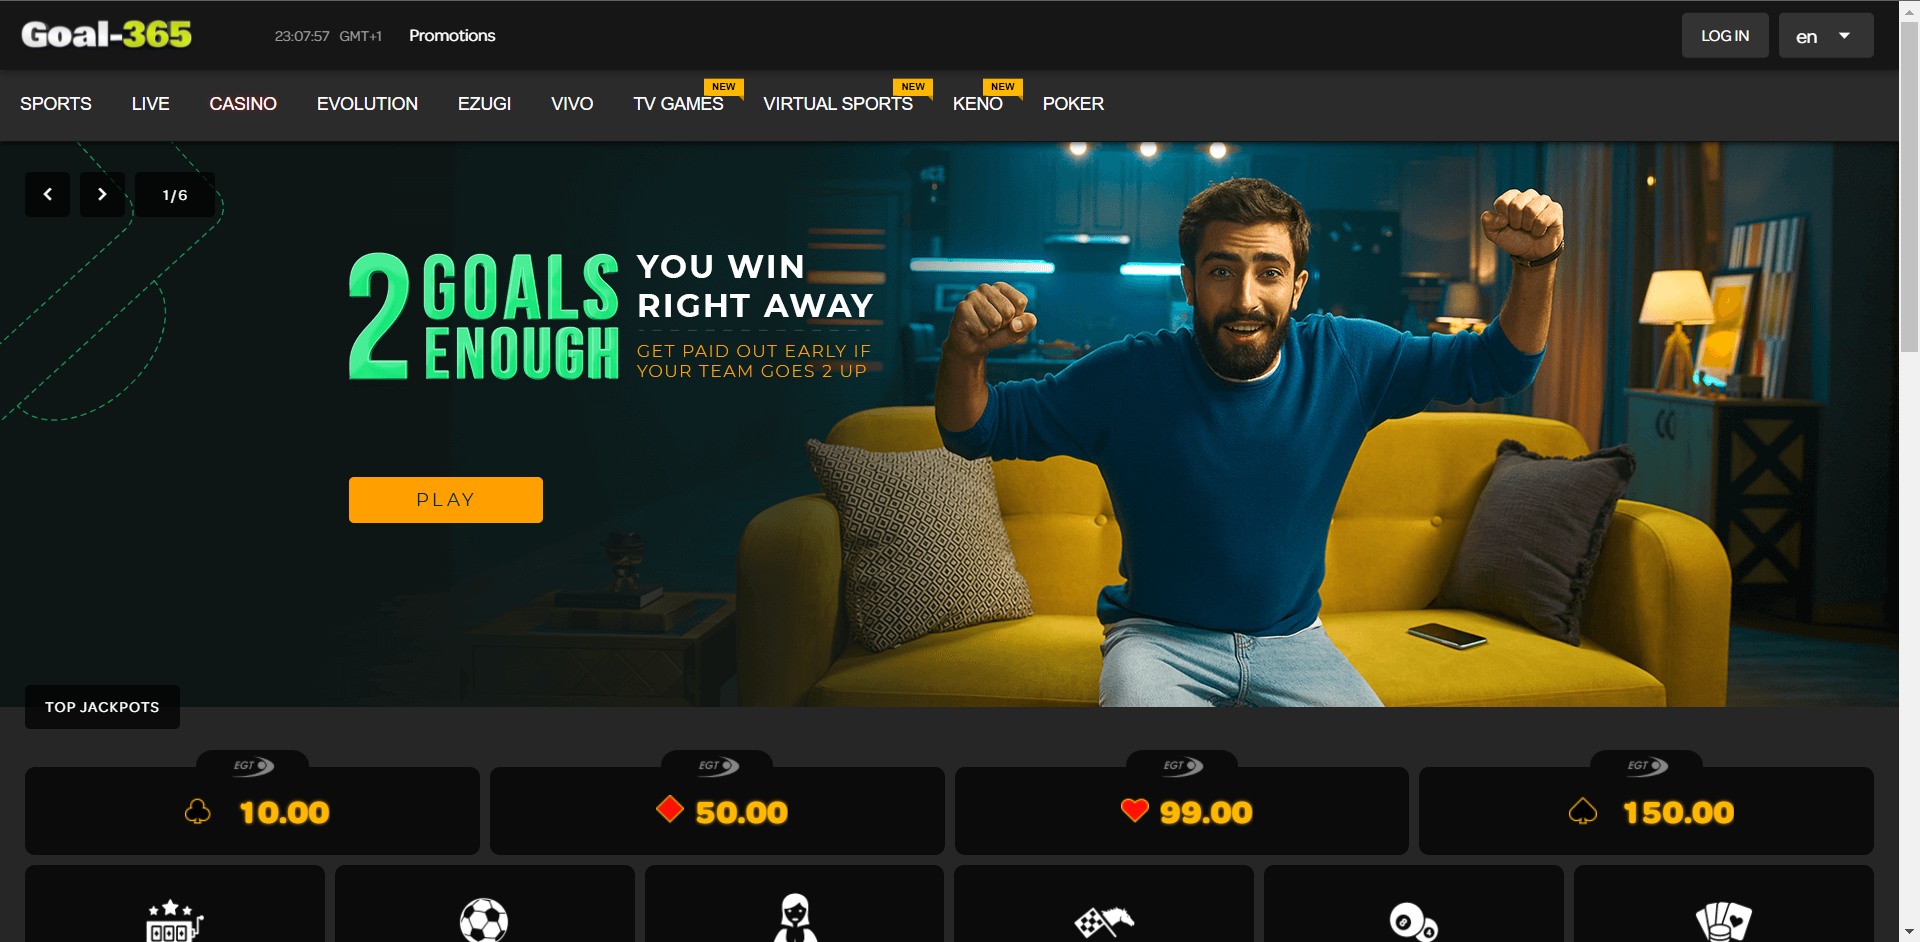 Goal-365
23:07:57 GMT+1
Promotions
LOG IN
en
SPORTS
LIVE
CASINO
EVOLUTION
EZUGI
VIVO
TV GAMES
NEW
VIRTUAL SPORTS
NEW
KENO
NEW
POKER
1/6
2 GOALS
ENOUGH
YOU WIN
RIGHT AWAY
GET PAID OUT EARLY IF
YOUR TEAM GOES 2 UP
PLAY
TOP JACKPOTS
EGT
10.00
EGT
50.00
EGT
99.00
EGT
150.00
8
4